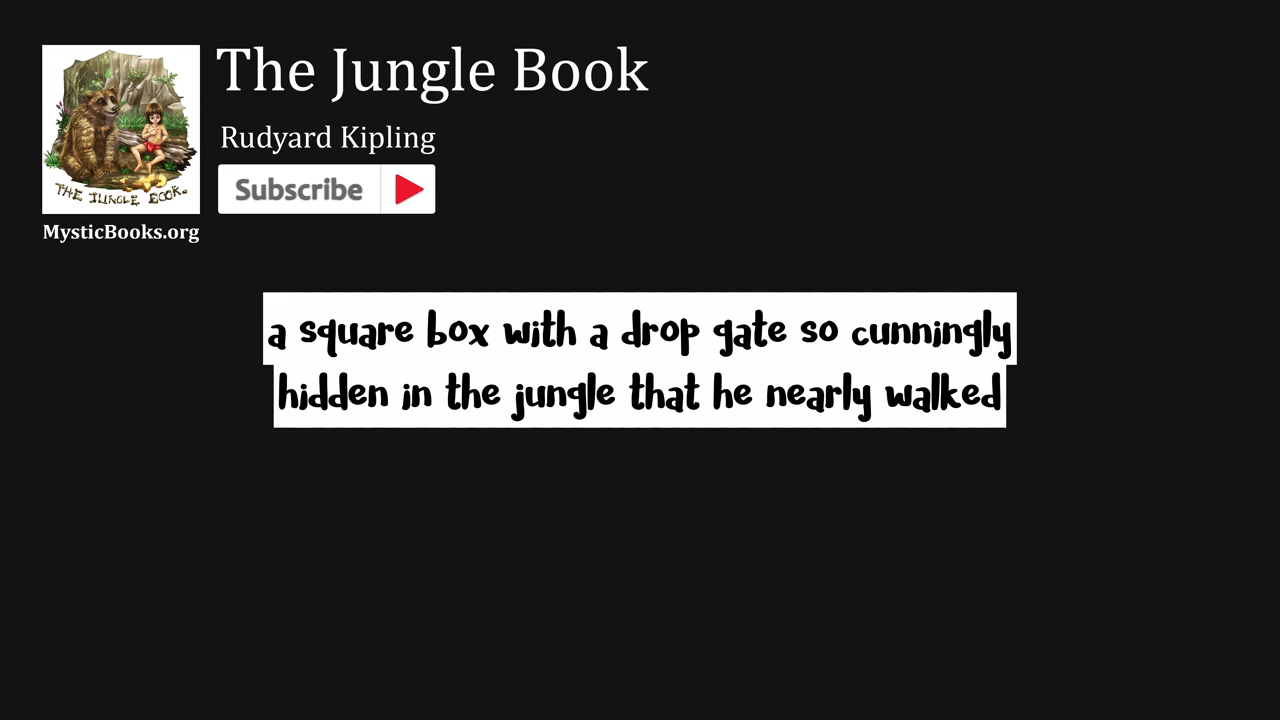 The Jungle Book
Rudyard Kipling
Subscribe
THE JUNGLE BOOK.
MysticBooks.org
a square box with a drop gate so cunningly
hidden in the jungle that he nearly walked